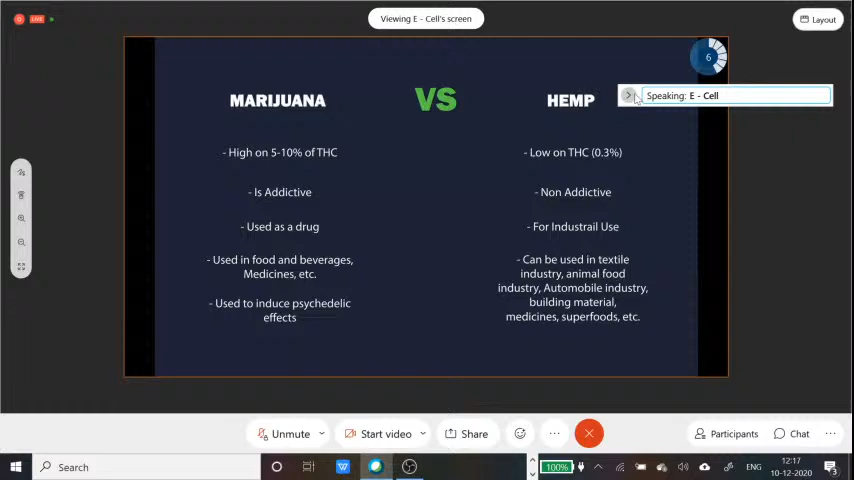 LIVE
Viewing E - Cell's screen
Layout
6
Speaking: E - Cell
MARIJUANA
VS
HEMP
- High on 5-10% of THC
- Is Addictive
- Used as a drug
- Used in food and beverages,
Medicines, etc.
- Used to induce psychedelic
effects
- Low on THC (0.3%)
- Non Addictive
- For Industrail Use
- Can be used in textile
industry, animal food
industry, Automobile industry,
building material,
medicines, superfoods, etc.
Unmute
Start video
Share
Participants
Chat
Search
W
100%
ENG
12:17
10-12-2020
3